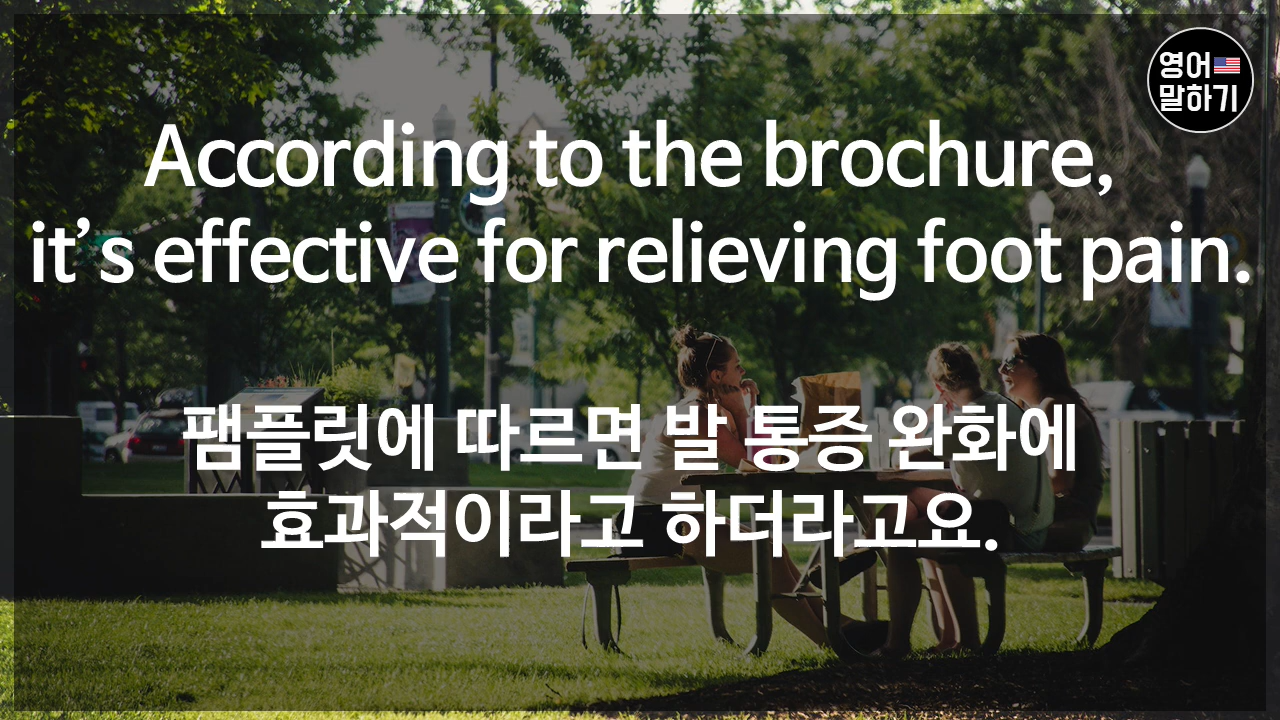 영어
말하기
According to the brochure,
it’s effective for relieving foot pain.
팸플릿에 따르면 발 통증 완화에
효과적이라고 하더라고요.